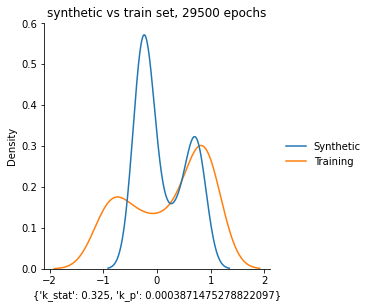 synthetic vs train set, 29500 epochs
0.6
0.5
0.4
0.3
0.2
0.1
0.0
Density
−2
−1
0
1
2
{'k_stat': 0.325, 'k_p': 0.0003871475278822097}
Synthetic
Training